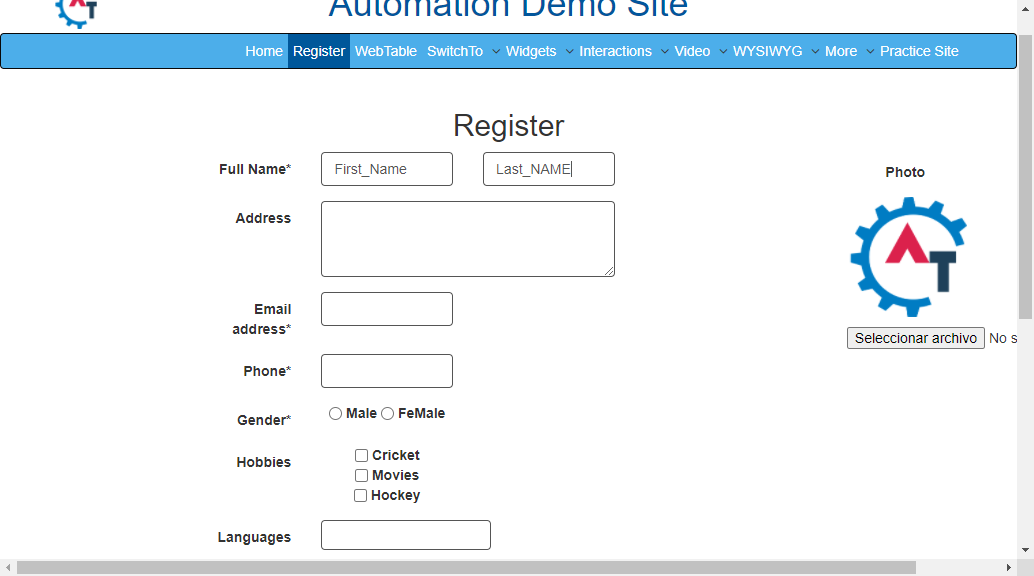 Automation Demo Site
Home Register WebTable SwitchTo Widgets Interactions Video WYSIWYG More Practice Site
Register
Full Name* First_Name Last_NAME
Photo
Address
AT
Email address*
Seleccionar archivo No s
Phone*
Gender* Male FeMale
Hobbies Cricket
Movies
Hockey
Languages